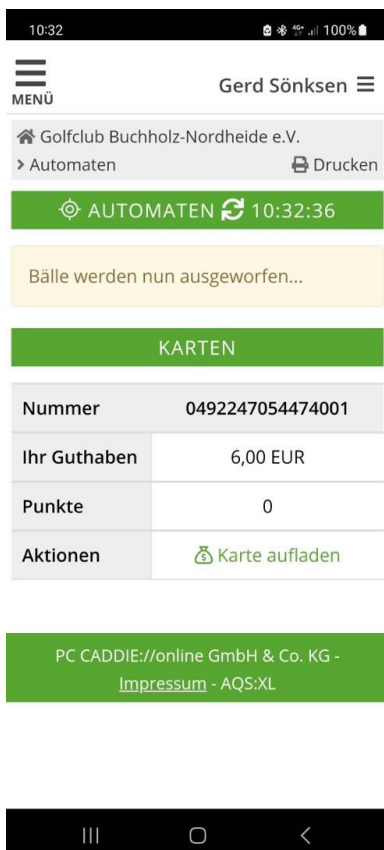 10:32 100%
MENÜ
Gerd Sönksen
Golfclub Buchholz-Nordheide e.V.
> Automaten Drucken
AUTOMATEN 10:32:36
Bälle werden nun ausgeworfen...
KARTEN
Nummer 0492247054474001
Ihr Guthaben 6,00 EUR
Punkte 0
Aktionen Karte aufladen
PC CADDIE://online GmbH & Co. KG -
Impressum - AQS:XL